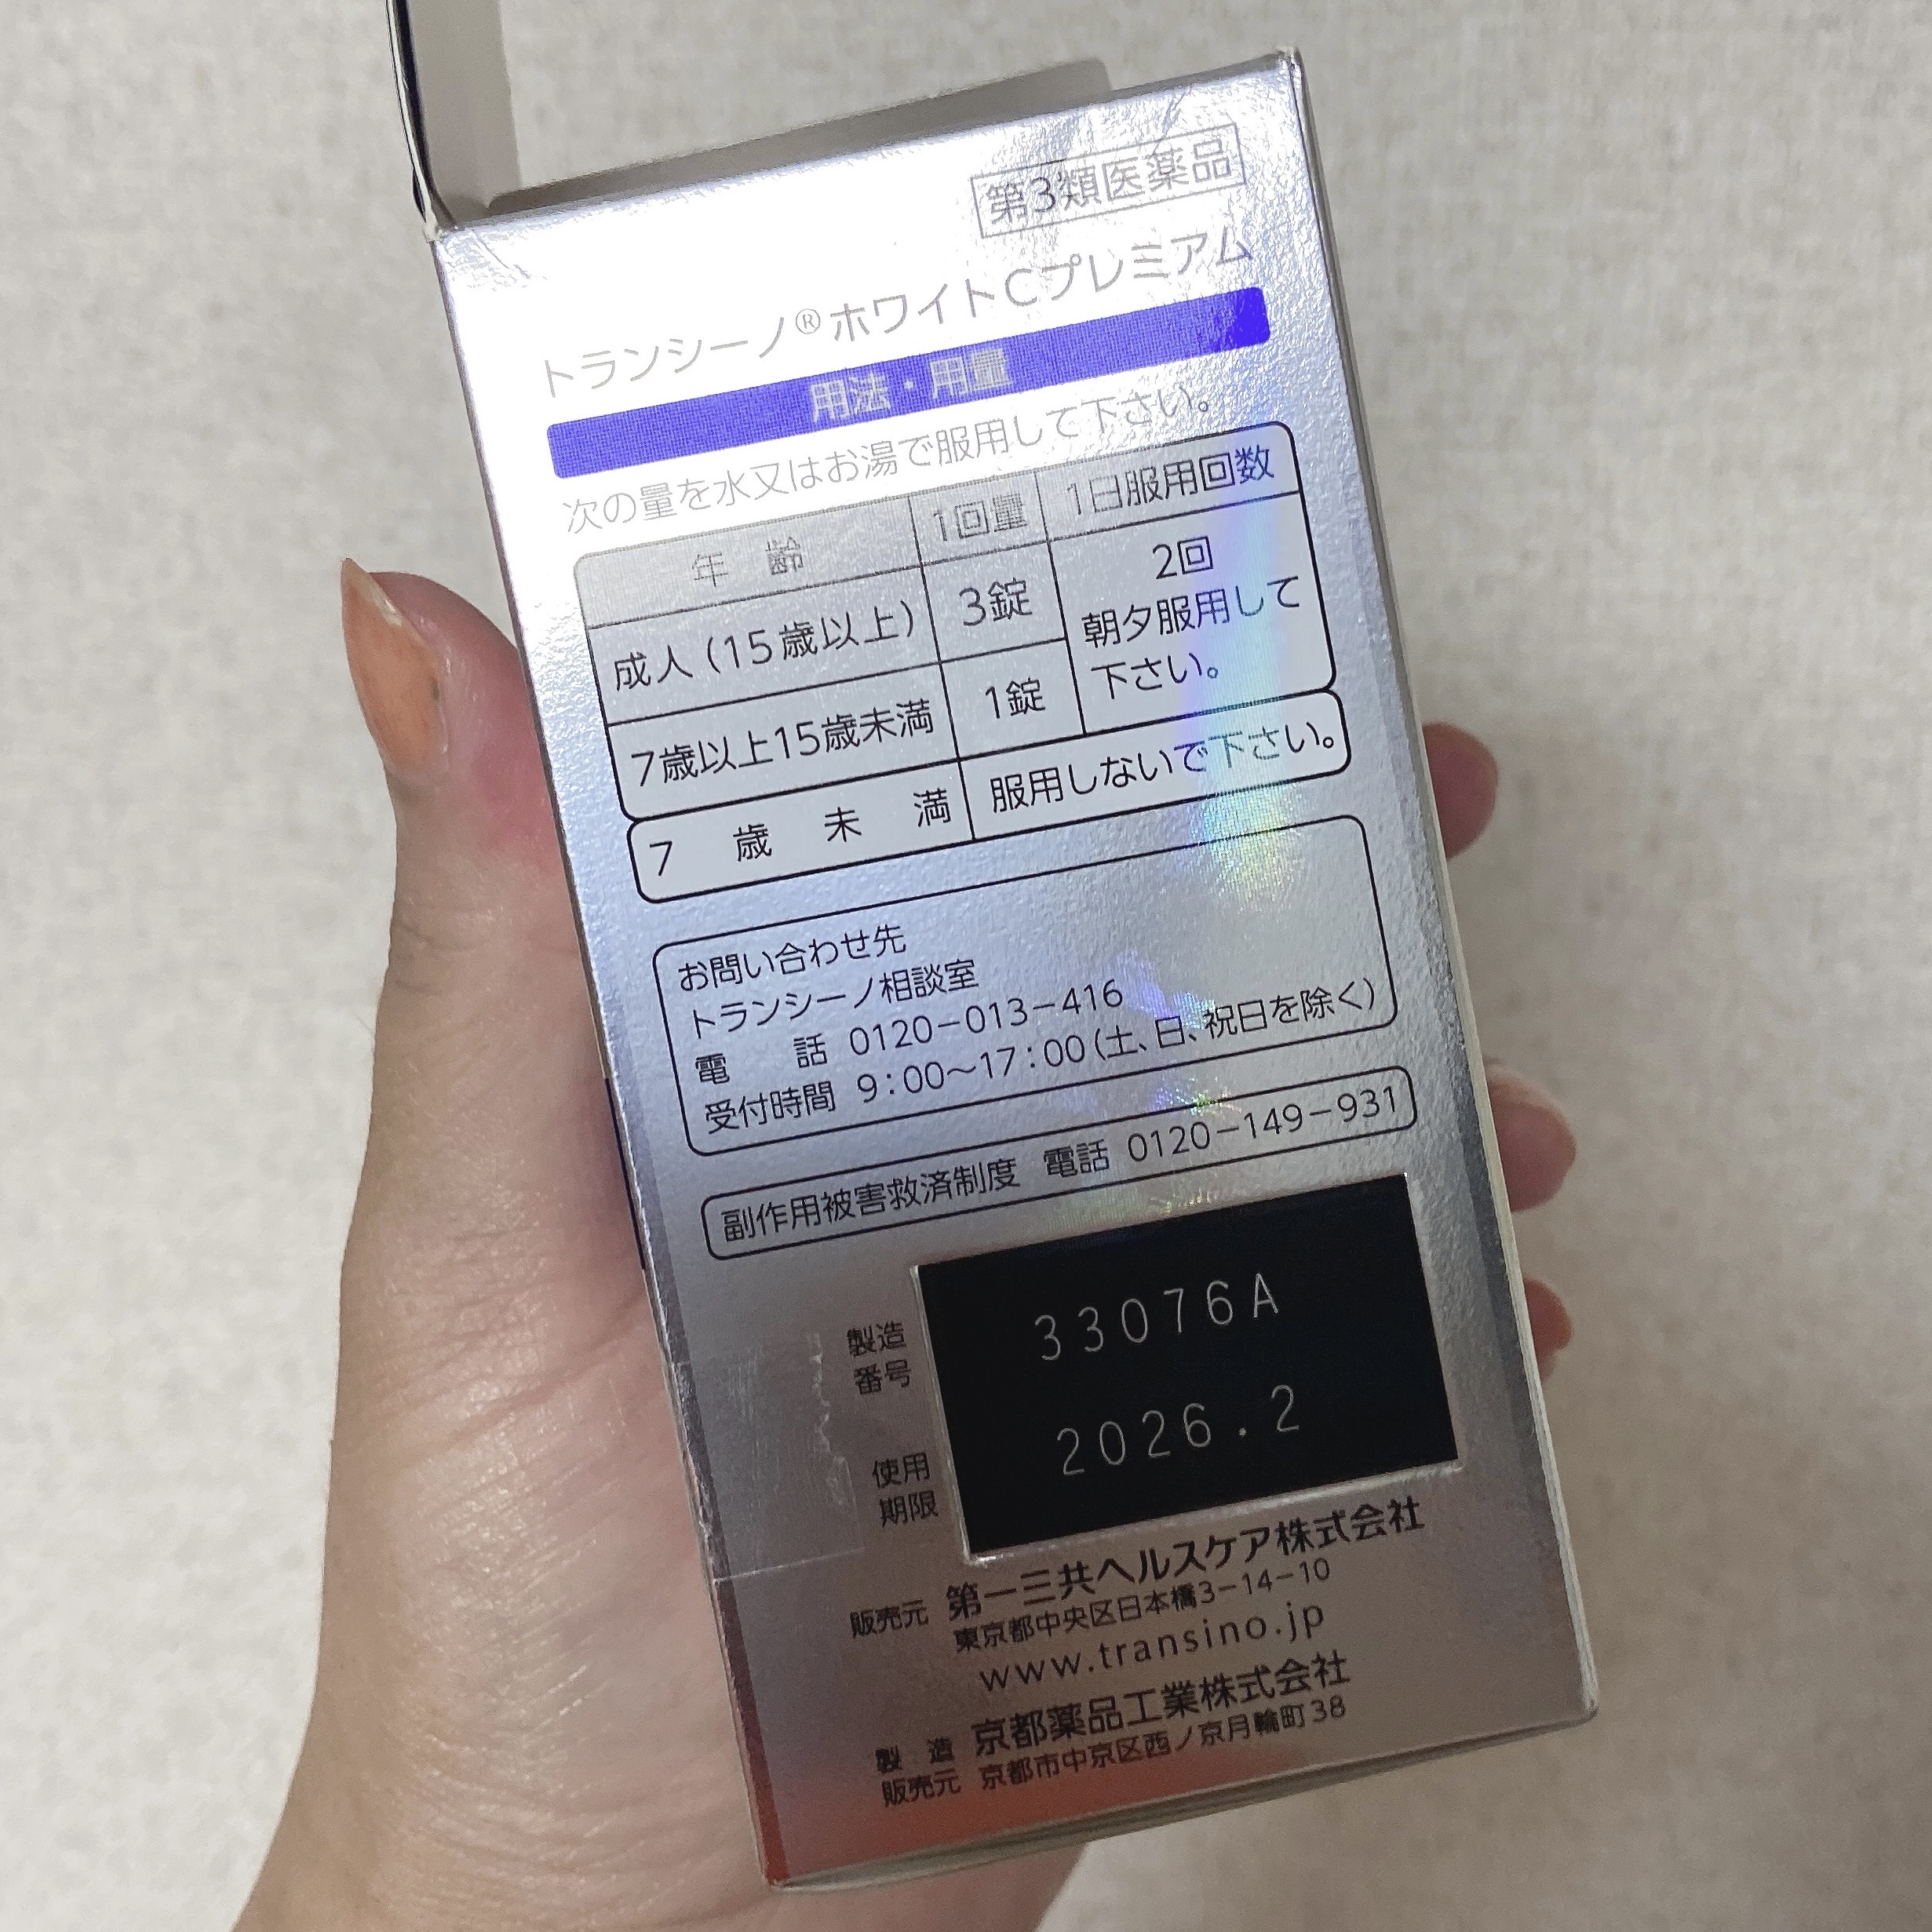 第3類医薬品
トランシーノ®ホワイトCプレミアム
用法・用量
次の量を水又はお湯で服用して下さい。
年齢 1回量 1日服用回数
成人(15歳以上) 3錠 2回
朝夕服用して
下さい。
7歳以上15歳未満 1錠
7歳未満 服用しないで下さい。
お問い合わせ先
トランシーノ相談室
電話 0120-013-416
受付時間 9:00〜17:00(土、日、祝日を除く)
副作用被害救済制度 電話 0120-149-931
製造番号 33076A
使用期限 2026.2
販売元 第一三共ヘルスケア株式会社
東京都中央区日本橋3-14-10
www.transino.jp
製造販売元 京都薬品工業株式会社
京都市中京区西ノ京月輪町38